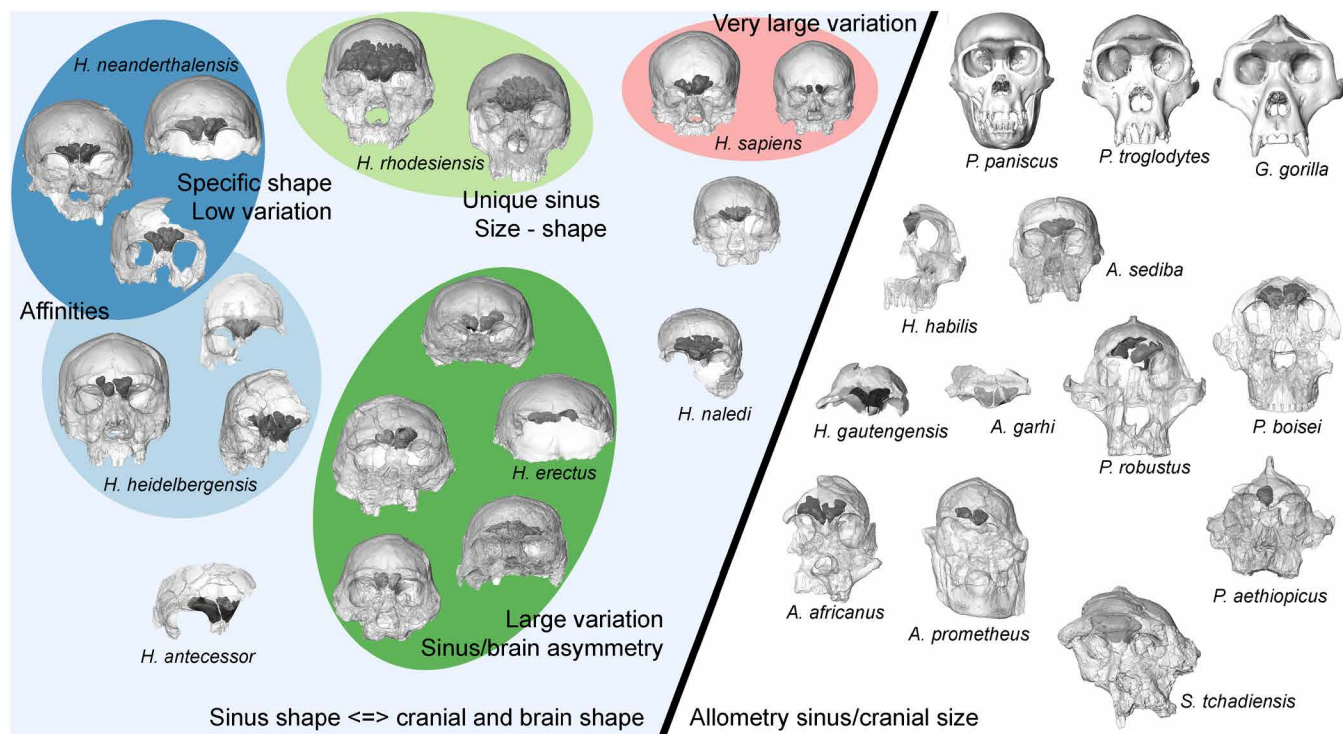 H. neanderthalensis
Specific shape
Low variation
Affinities
H. heidelbergensis
H. antecessor
H. rhodesiensis
Unique sinus
Size - shape
Very large variation
H. sapiens
H. naledi
H. erectus
Large variation
Sinus/brain asymmetry
Sinus shape <=> cranial and brain shape
P. paniscus
P. troglodytes
G. gorilla
H. habilis
A. sediba
H. gautengensis
A. garhi
P. robustus
P. boisei
A. africanus
A. prometheus
P. aethiopicus
S. tchadiensis
Allometry sinus/cranial size